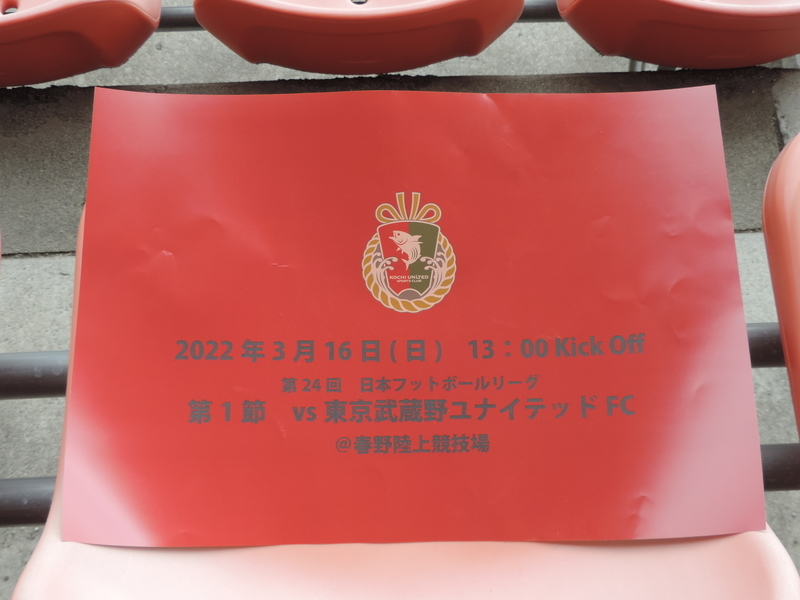 KOCHI UNITED
SPORTS CLUB
2022年3月16日(日) 13：00 Kick Off
第24回 日本フットボールリーグ
第1節 vs 東京武蔵野ユナイテッドFC
@春野陸上競技場